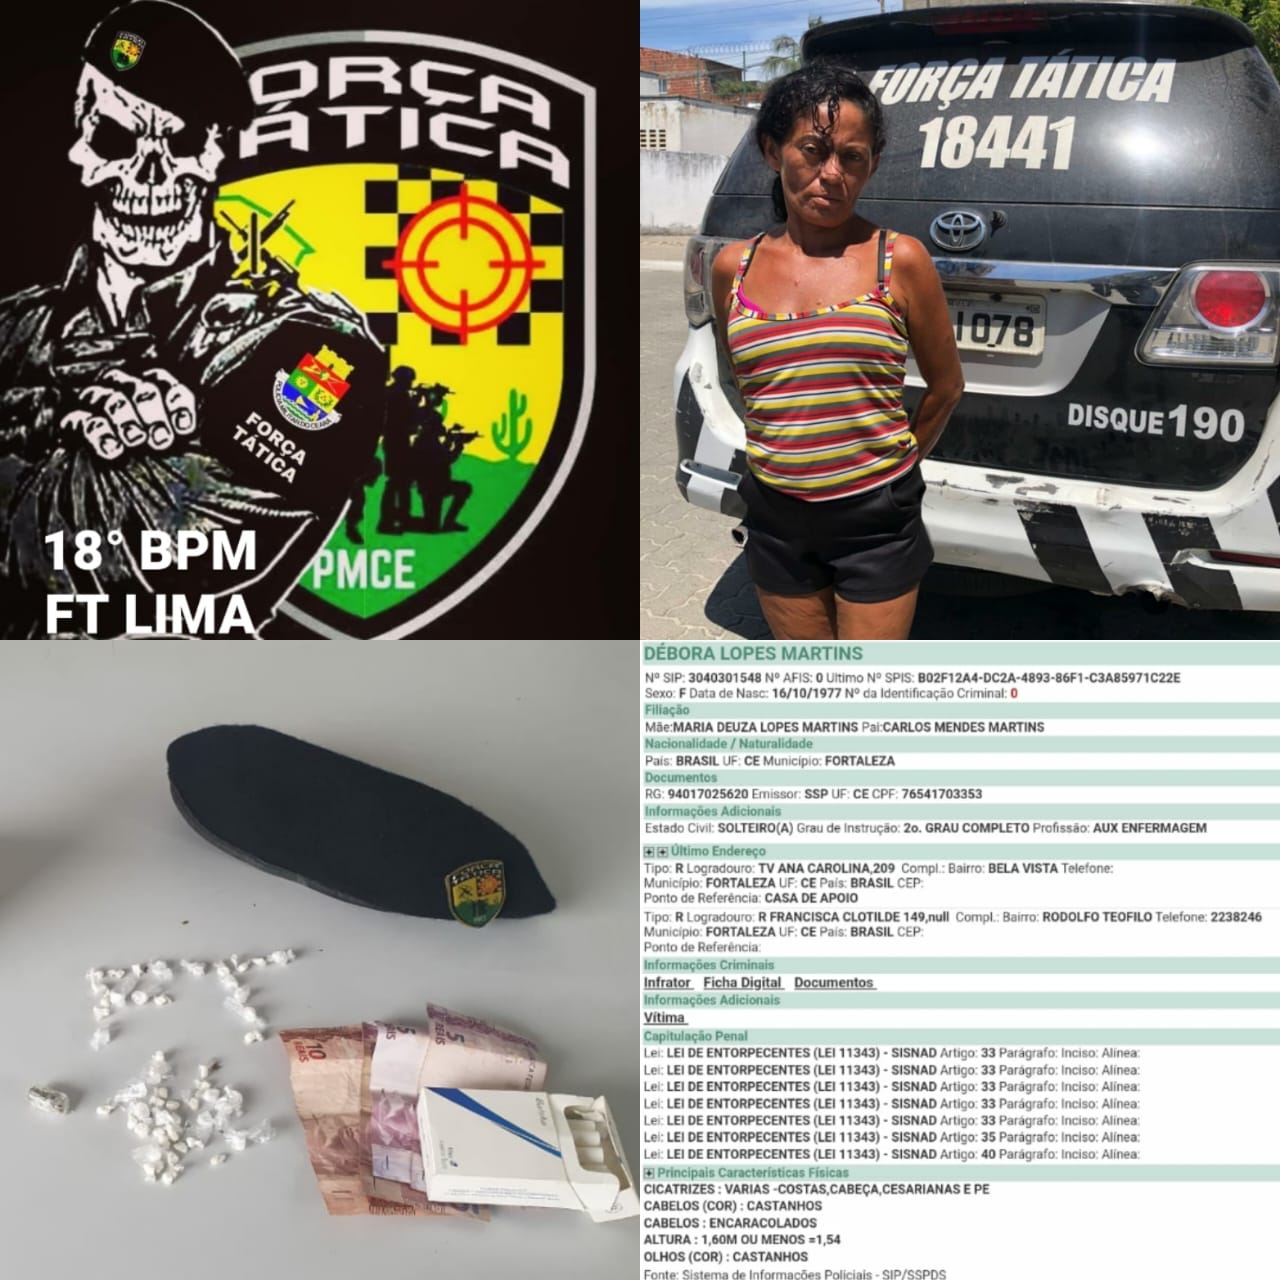 FORÇA
TÁTICA
FORÇA
TÁTICA
18° BPM
FT LIMA
PMCE
FORÇA TÁTICA
18441
1078
DISQUE 190
FT
10
REAIS
5
5
REAIS
DÉBORA LOPES MARTINS
Nº SIP: 3040301548 Nº AFIS: 0 Ultimo Nº SPIS: B02F12A4-DC2A-4893-86F1-C3A85971C22E
Sexo: F Data de Nasc: 16/10/1977 Nº da Identificação Criminal: 0
Filiação
Mãe:MARIA DEUZA LOPES MARTINS Pai:CARLOS MENDES MARTINS
Nacionalidade / Naturalidade
País: BRASIL UF: CE Município: FORTALEZA
Documentos
RG: 94017025620 Emissor: SSP UF: CE CPF: 76541703353
Informações Adicionais
Estado Civil: SOLTEIRO(A) Grau de Instrução: 2o. GRAU COMPLETO Profissão: AUX ENFERMAGEM
Último Endereço
Tipo: R Logradouro: TV ANA CAROLINA,209 Compl.: Bairro: BELA VISTA Telefone:
Município: FORTALEZA UF: CE País: BRASIL CEP:
Ponto de Referência: CASA DE APOIO
Tipo: R Logradouro: R FRANCISCA CLOTILDE 149,null Compl.: Bairro: RODOLFO TEOFILO Telefone: 2238246
Município: FORTALEZA UF: CE País: BRASIL CEP:
Ponto de Referência:
Informações Criminais
Infrator Ficha Digital Documentos
Informações Adicionais
Vítima
Capitulação Penal
Lei: LEI DE ENTORPECENTES (LEI 11343) - SISNAD Artigo: 33 Parágrafo: Inciso: Alínea:
Lei: LEI DE ENTORPECENTES (LEI 11343) - SISNAD Artigo: 33 Parágrafo: Inciso: Alínea:
Lei: LEI DE ENTORPECENTES (LEI 11343) - SISNAD Artigo: 33 Parágrafo: Inciso: Alínea:
Lei: LEI DE ENTORPECENTES (LEI 11343) - SISNAD Artigo: 33 Parágrafo: Inciso: Alínea:
Lei: LEI DE ENTORPECENTES (LEI 11343) - SISNAD Artigo: 33 Parágrafo: Inciso: Alínea:
Lei: LEI DE ENTORPECENTES (LEI 11343) - SISNAD Artigo: 35 Parágrafo: Inciso: Alínea:
Lei: LEI DE ENTORPECENTES (LEI 11343) - SISNAD Artigo: 40 Parágrafo: Inciso: Alínea:
Principais Características Físicas
CICATRIZES : VARIAS -COSTAS,CABEÇA,CESARIANAS E PE
CABELOS (COR) : CASTANHOS
CABELOS : ENCARACOLADOS
ALTURA : 1,60M OU MENOS =1,54
OLHOS (COR) : CASTANHOS
Fonte: Sistema de Informações Policiais - SIP/SSPDS